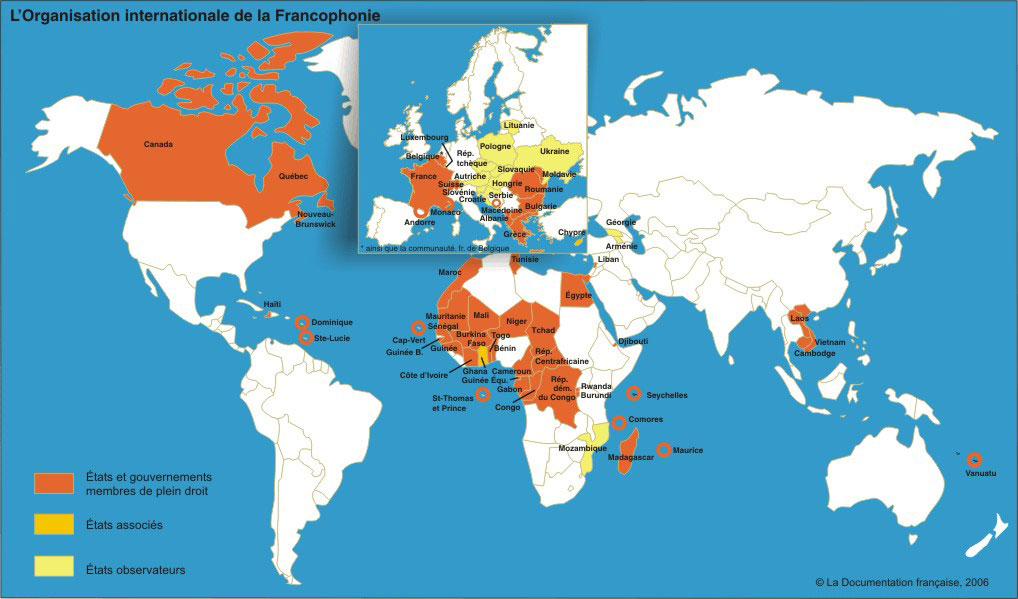 L'Organisation internationale de la Francophonie
Canada
Québec
Nouveau-
Brunswick
Luxembourg
Belgique*
France
Suisse
Monaco
Andorre
Rép.
tchèque
Autriche
Slovénie
Croatie
Lituanie
Pologne
Ukraine
Slovaquie
Moldavie
Hongrie
Roumanie
Serbie
Bulgarie
Macédoine
Albanie
Grèce
Chypre
* ainsi que la communauté. fr. de Belgique
Géorgie
Arménie
Liban
Haïti
Dominique
Ste-Lucie
Maroc
Tunisie
Égypte
Mauritanie
Mali
Niger
Tchad
Sénégal
Cap-Vert
Guinée B.
Guinée
Burkina
Faso
Togo
Bénin
Côte d'Ivoire
Ghana
Guinée Équ.
Cameroun
Rép.
Centrafricaine
Gabon
Congo
Rép.
dém.
du Congo
St-Thomas
et Prince
Djibouti
Rwanda
Burundi
Seychelles
Comores
Mozambique
Madagascar
Maurice
Laos
Vietnam
Cambodge
Vanuatu
États et gouvernements
membres de plein droit
États associés
États observateurs
© La Documentation française, 2006